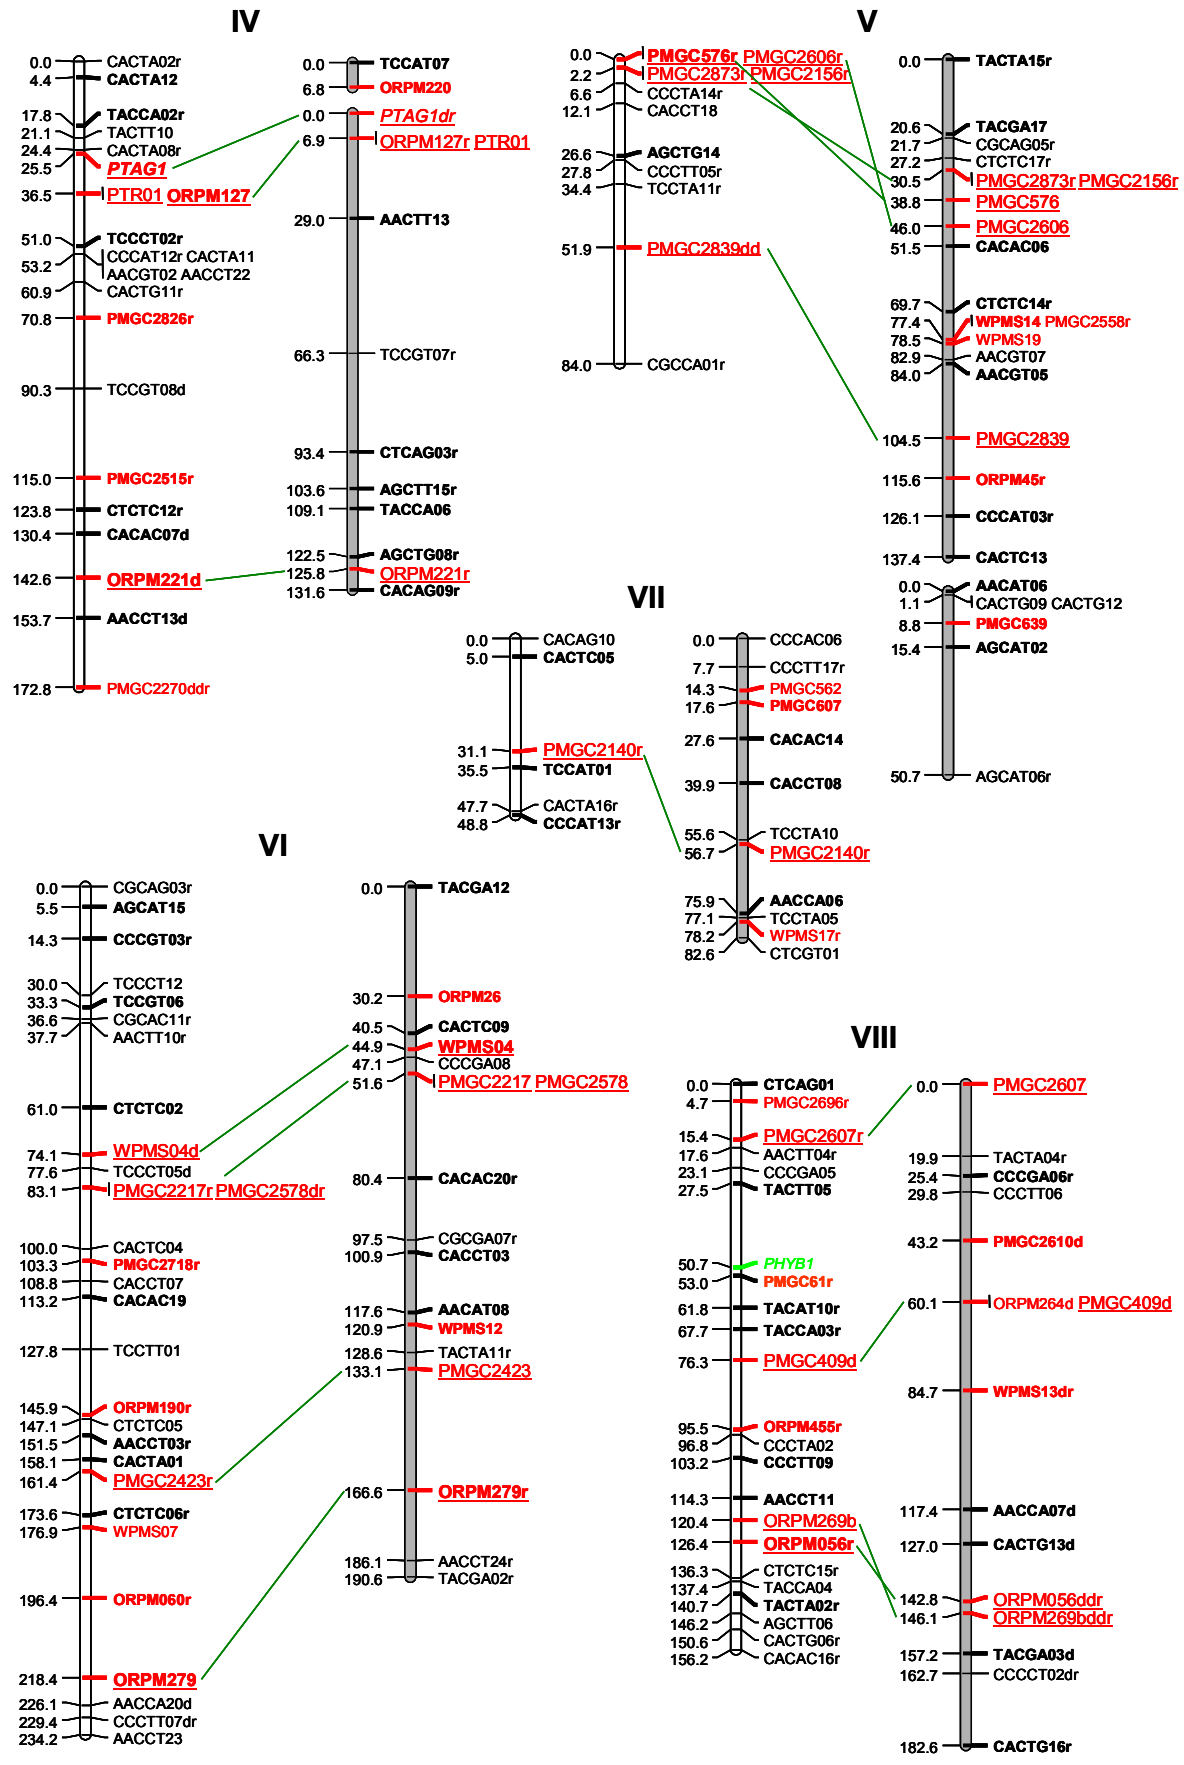 IV
0.0 CACTA02r
4.4 CACTA12
17.8 TACCA02r
21.1 TACTT10
24.4 CACTA08r
25.5 PTAG1
36.5 PTR01 ORPM127
51.0 TCCCT02r
53.2 CCCAT12r CACTA11
AACGT02 AACCT22
60.9 CACTG11r
70.8 PMGC2826r
90.3 TCCGT08d
115.0 PMGC2515r
123.8 CTCTC12r
130.4 CACAC07d
142.6 ORPM221d
153.7 AACCT13d
172.8 PMGC2270ddr
0.0 TCCAT07
6.8 ORPM220
0.0 PTAG1dr
6.9 ORPM127r PTR01
29.0 AACTT13
66.3 TCCGT07r
93.4 CTCAG03r
103.6 AGCTT15r
109.1 TACCA06
122.5 AGCTG08r
125.8 ORPM221r
131.6 CACAG09r
V
0.0 PMGC576r PMGC2606r
2.2 PMGC2873r PMGC2156r
6.6 CCCTA14r
12.1 CACCT18
26.6 AGCTG14
27.8 CCCTT05r
34.4 TCCTA11r
51.9 PMGC2839dd
84.0 CGCCA01r
0.0 TACTA15r
20.6 TACGA17
21.7 CGCAG05r
27.2 CTCTC17r
30.5 PMGC2873r PMGC2156r
38.8 PMGC576
46.0 PMGC2606
51.5 CACAC06
69.7 CTCTC14r
77.4 WPMS14 PMGC2558r
78.5 WPMS19
82.9 AACGT07
84.0 AACGT05
104.5 PMGC2839
115.6 ORPM45r
126.1 CCCAT03r
137.4 CACTC13
0.0 AACAT06
1.1 CACTG09 CACTG12
8.8 PMGC639
15.4 AGCAT02
50.7 AGCAT06r
VII
0.0 CACAG10
5.0 CACTC05
31.1 PMGC2140r
35.5 TCCAT01
47.7 CACTA16r
48.8 CCCAT13r
0.0 CCCAC06
7.7 CCCTT17r
14.3 PMGC562
17.6 PMGC607
27.6 CACAC14
39.9 CACCT08
55.6 TCCTA10
56.7 PMGC2140r
75.9 AACCA06
77.1 TCCTA05
78.2 WPMS17r
82.6 CTCGT01
VI
0.0 CGCAG03r
5.5 AGCAT15
14.3 CCCGT03r
30.0 TCCCT12
33.3 TCCGT06
36.6 CGCAC11r
37.7 AACTT10r
61.0 CTCTC02
74.1 WPMS04d
77.6 TCCCT05d
83.1 PMGC2217r PMGC2578dr
100.0 CACTC04
103.3 PMGC2718r
108.8 CACCT07
113.2 CACAC19
127.8 TCCTT01
145.9 ORPM190r
147.1 CTCTC05
151.5 AACCT03r
158.1 CACTA01
161.4 PMGC2423r
173.6 CTCTC06r
176.9 WPMS07
196.4 ORPM060r
218.4 ORPM279
226.1 AACCA20d
229.4 CCCTT07dr
234.2 AACCT23
0.0 TACGA12
30.2 ORPM26
40.5 CACTC09
44.9 WPMS04
47.1 CCCGA08
51.6 PMGC2217 PMGC2578
80.4 CACAC20r
97.5 CGCGA07r
100.9 CACCT03
117.6 AACAT08
120.9 WPMS12
128.6 TACTA11r
133.1 PMGC2423
166.6 ORPM279r
186.1 AACCT24r
190.6 TACGA02r
VIII
0.0 CTCAG01
4.7 PMGC2696r
15.4 PMGC2607r
17.6 AACTT04r
23.1 CCCGA05
27.5 TACTT05
50.7 PHYB1
53.0 PMGC61r
61.8 TACAT10r
67.7 TACCA03r
76.3 PMGC409d
95.5 ORPM455r
96.8 CCCTA02
103.2 CCCTT09
114.3 AACCT11
120.4 ORPM269b
126.4 ORPM056r
136.3 CTCTC15r
137.4 TACCA04
140.7 TACTA02r
146.2 AGCTT06
150.6 CACTG06r
156.2 CACAC16r
0.0 PMGC2607
19.9 TACTA04r
25.4 CCCGA06r
29.8 CCCTT06
43.2 PMGC2610d
60.1 ORPM264d PMGC409d
84.7 WPMS13dr
117.4 AACCA07d
127.0 CACTG13d
142.8 ORPM056ddr
146.1 ORPM269bddr
157.2 TACGA03d
162.7 CCCCT02dr
182.6 CACTG16r